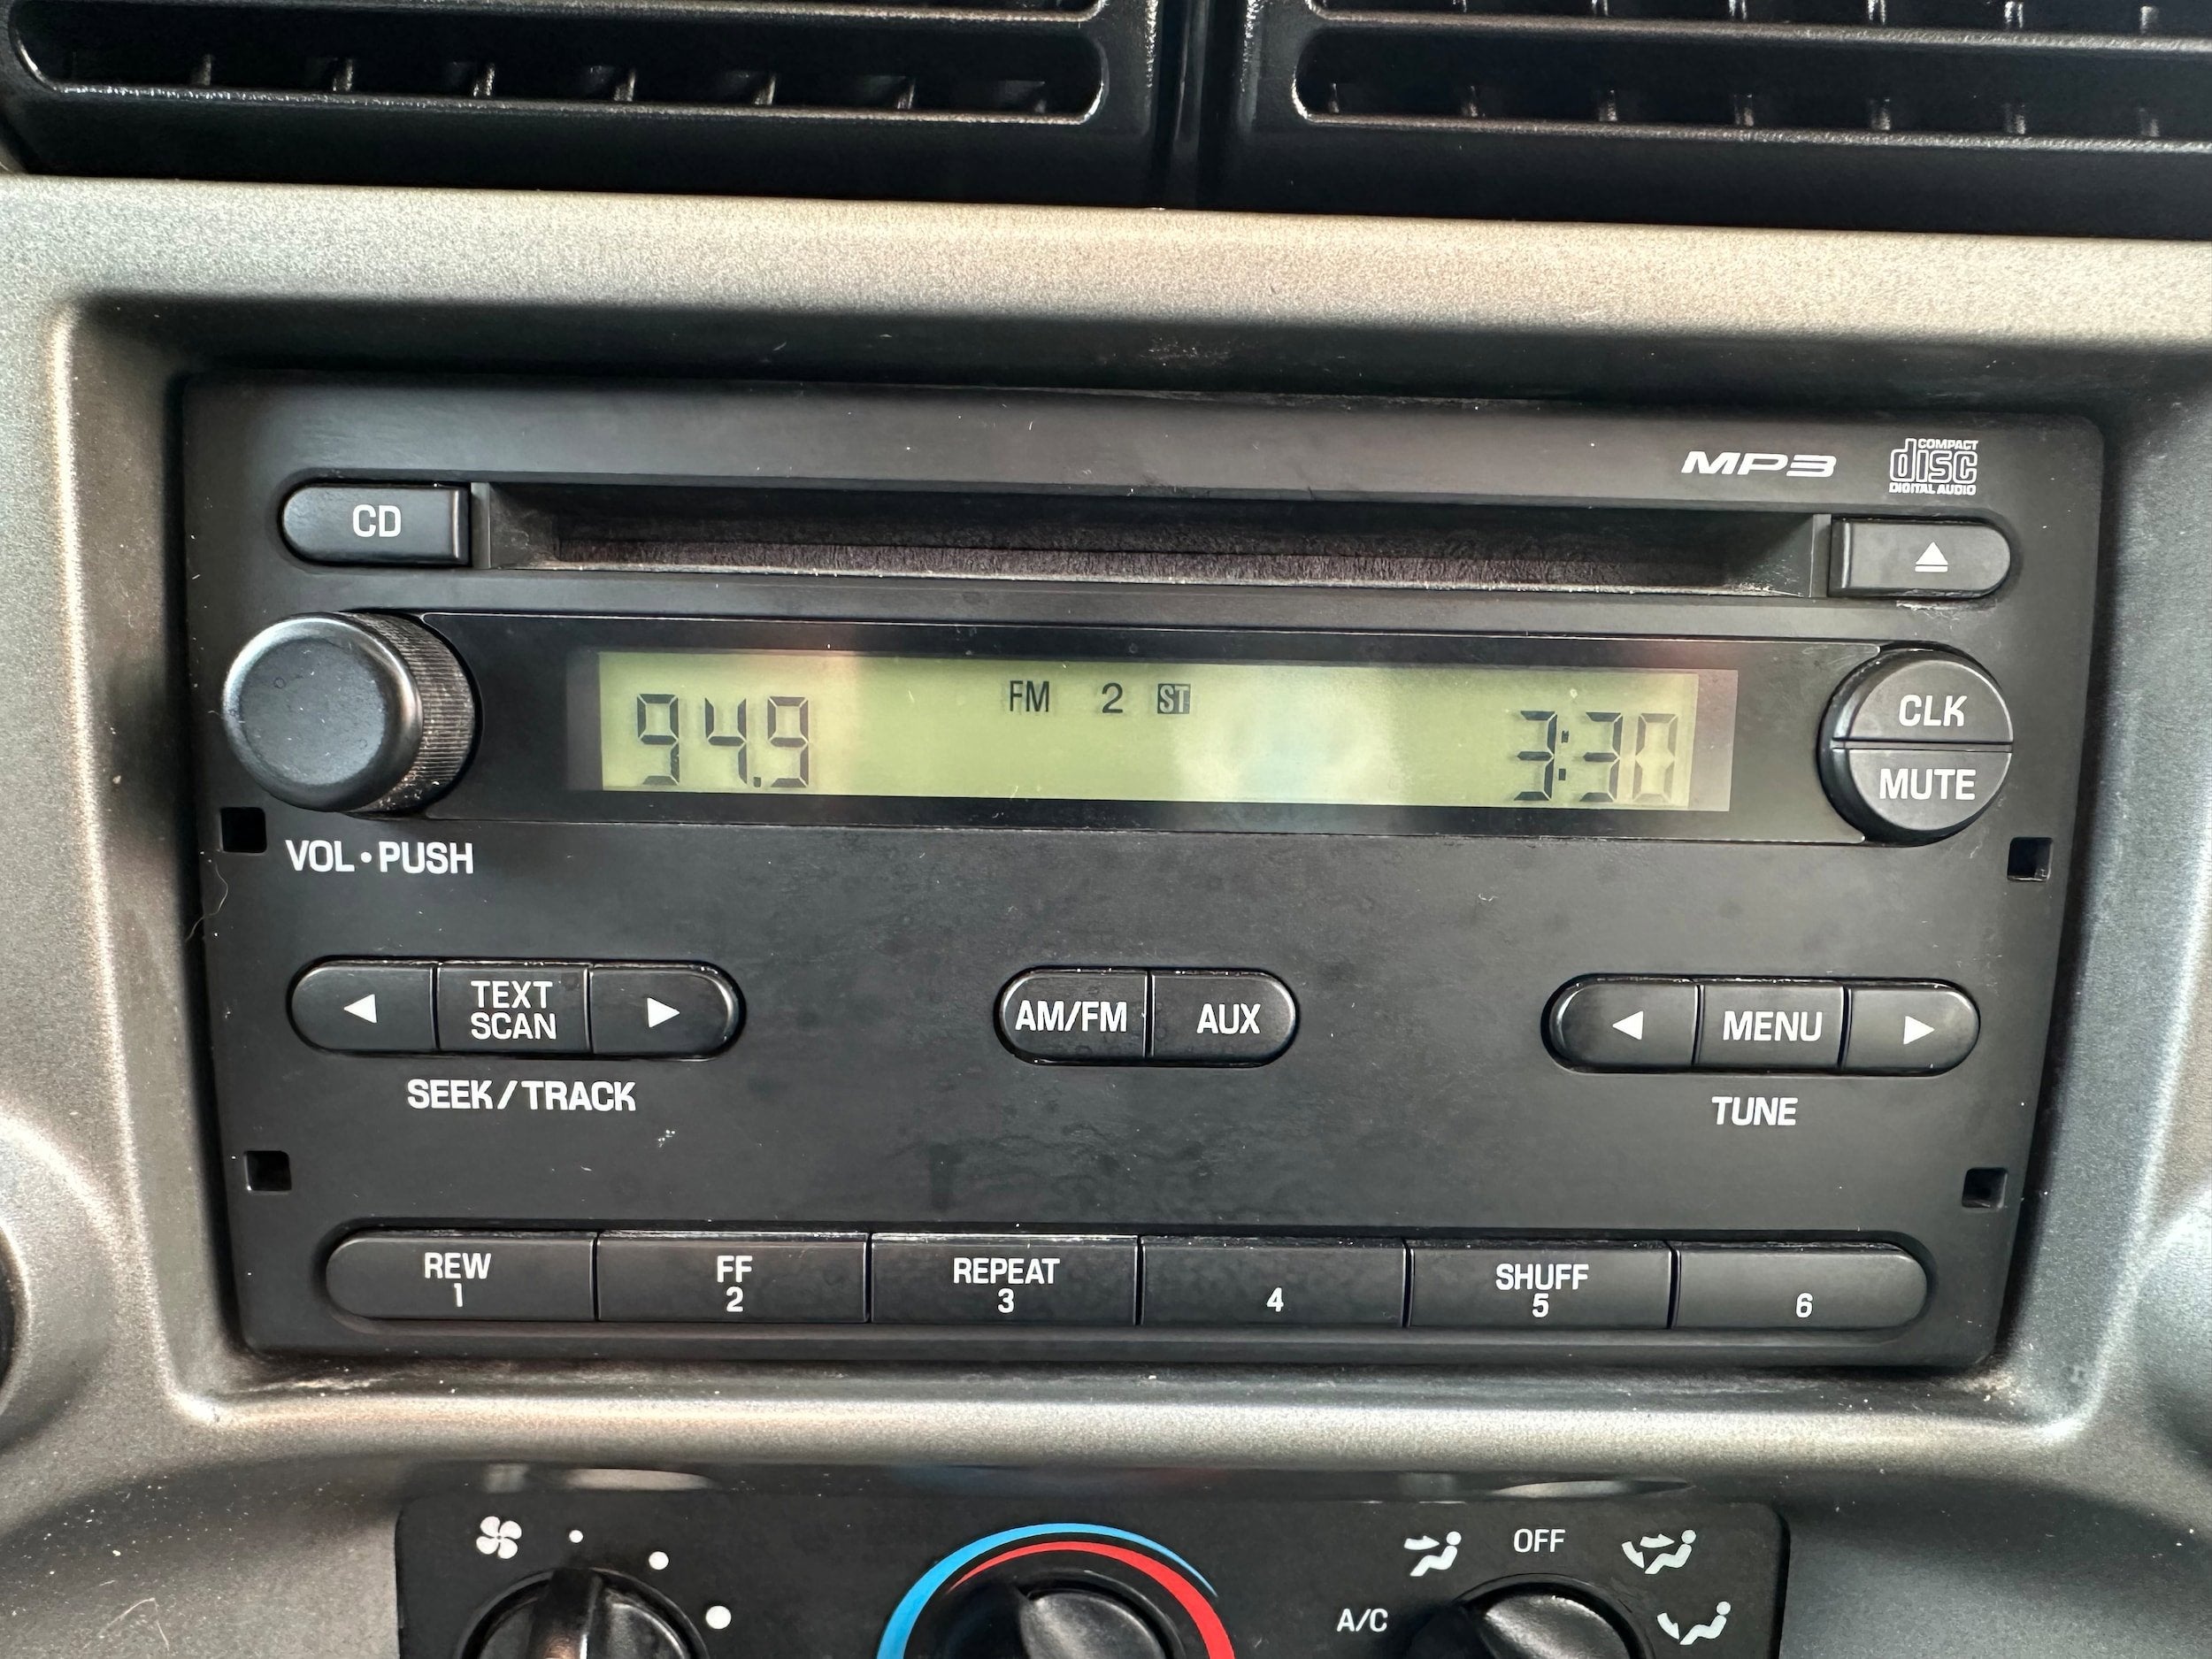 MP3
COMPACT
disc
DIGITAL AUDIO
CD
FM 2 ST
94.9
3:30
CLK
MUTE
VOL•PUSH
TEXT
SCAN
SEEK/TRACK
AM/FM
AUX
MENU
TUNE
REW
1
FF
2
REPEAT
3
4
SHUFF
5
6
OFF
A/C